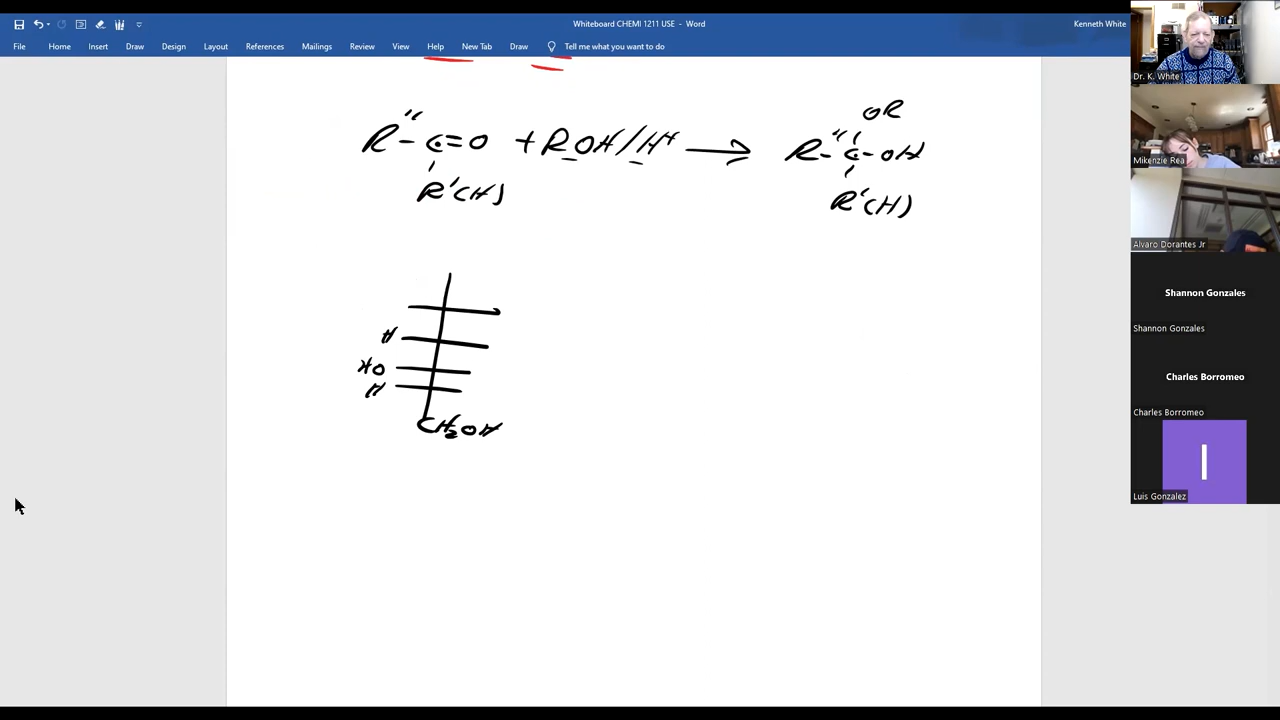 Whiteboard CHEMI 1211 USE - Word
Kenneth White
File Home Insert Draw Design Layout References Mailings Review View Help New Tab Draw Tell me what you want to do
Dr. K. White
Mikenzie Rea
Alvaro Dorantes Jr
Shannon Gonzales
Shannon Gonzales
Charles Borromeo
Charles Borromeo
I
Luis Gonzalez
OR
R"-C=O + ROH/H+ → R"-C-OH
R'(H) R'(H)
H
HO
H
CH2OH